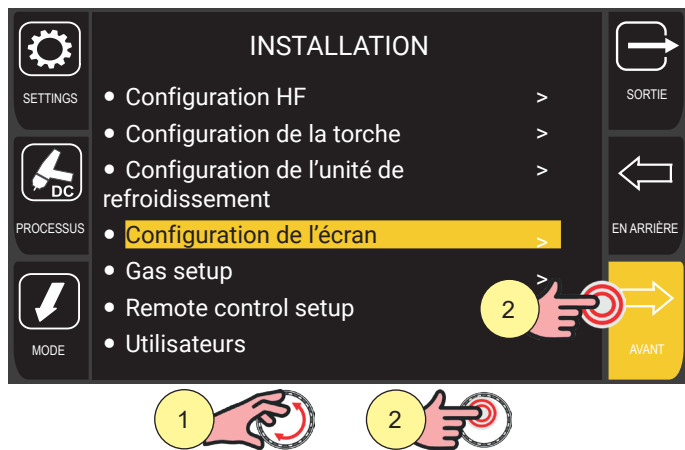 INSTALLATION
SETTINGS
• Configuration HF >
SORTIE
• Configuration de la torche >
• Configuration de l’unité de >
refroidissement
DC
PROCESSUS
• Configuration de l’écran >
EN ARRIÈRE
• Gas setup >
• Remote control setup
2
MODE
• Utilisateurs
AVANT
1
2